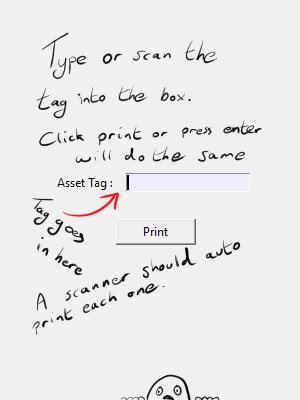 Type or scan the
tag into the box.
Click print or press enter
will do the same
Asset Tag :
Tag goes
in here
Print
A scanner should auto
print each one.